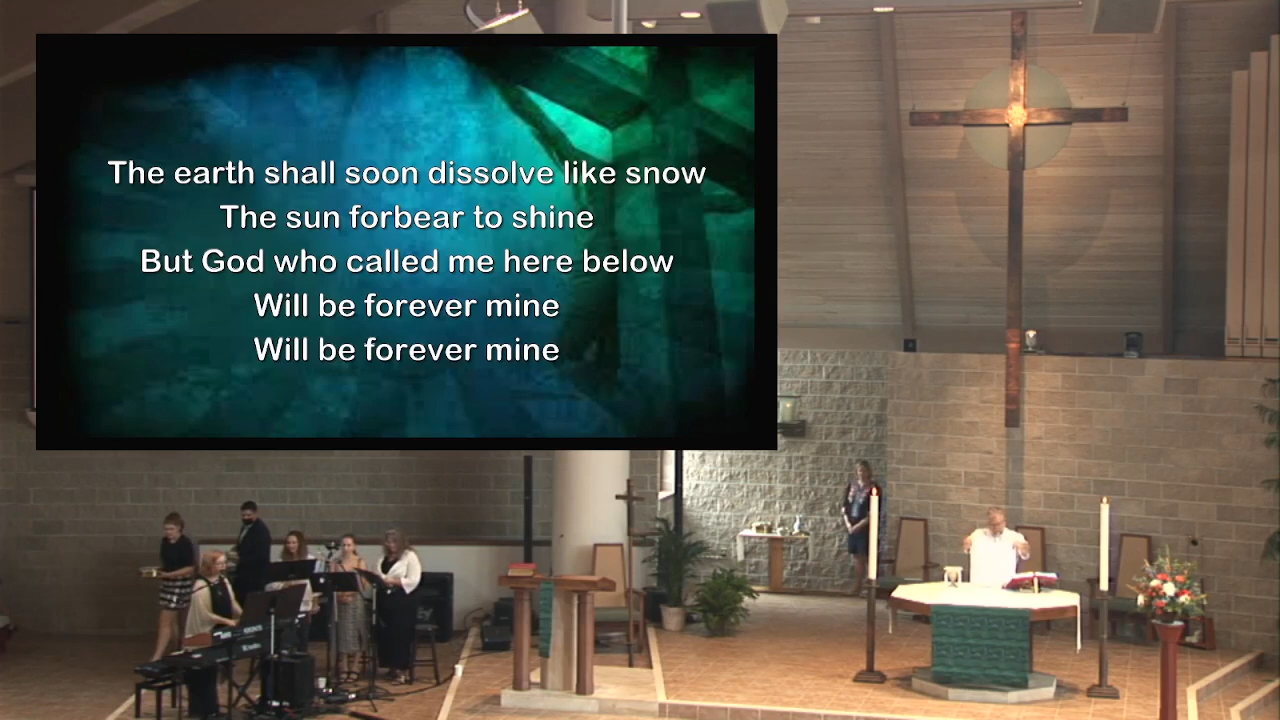 The earth shall soon dissolve like snow
The sun forbear to shine
But God who called me here below
Will be forever mine
Will be forever mine